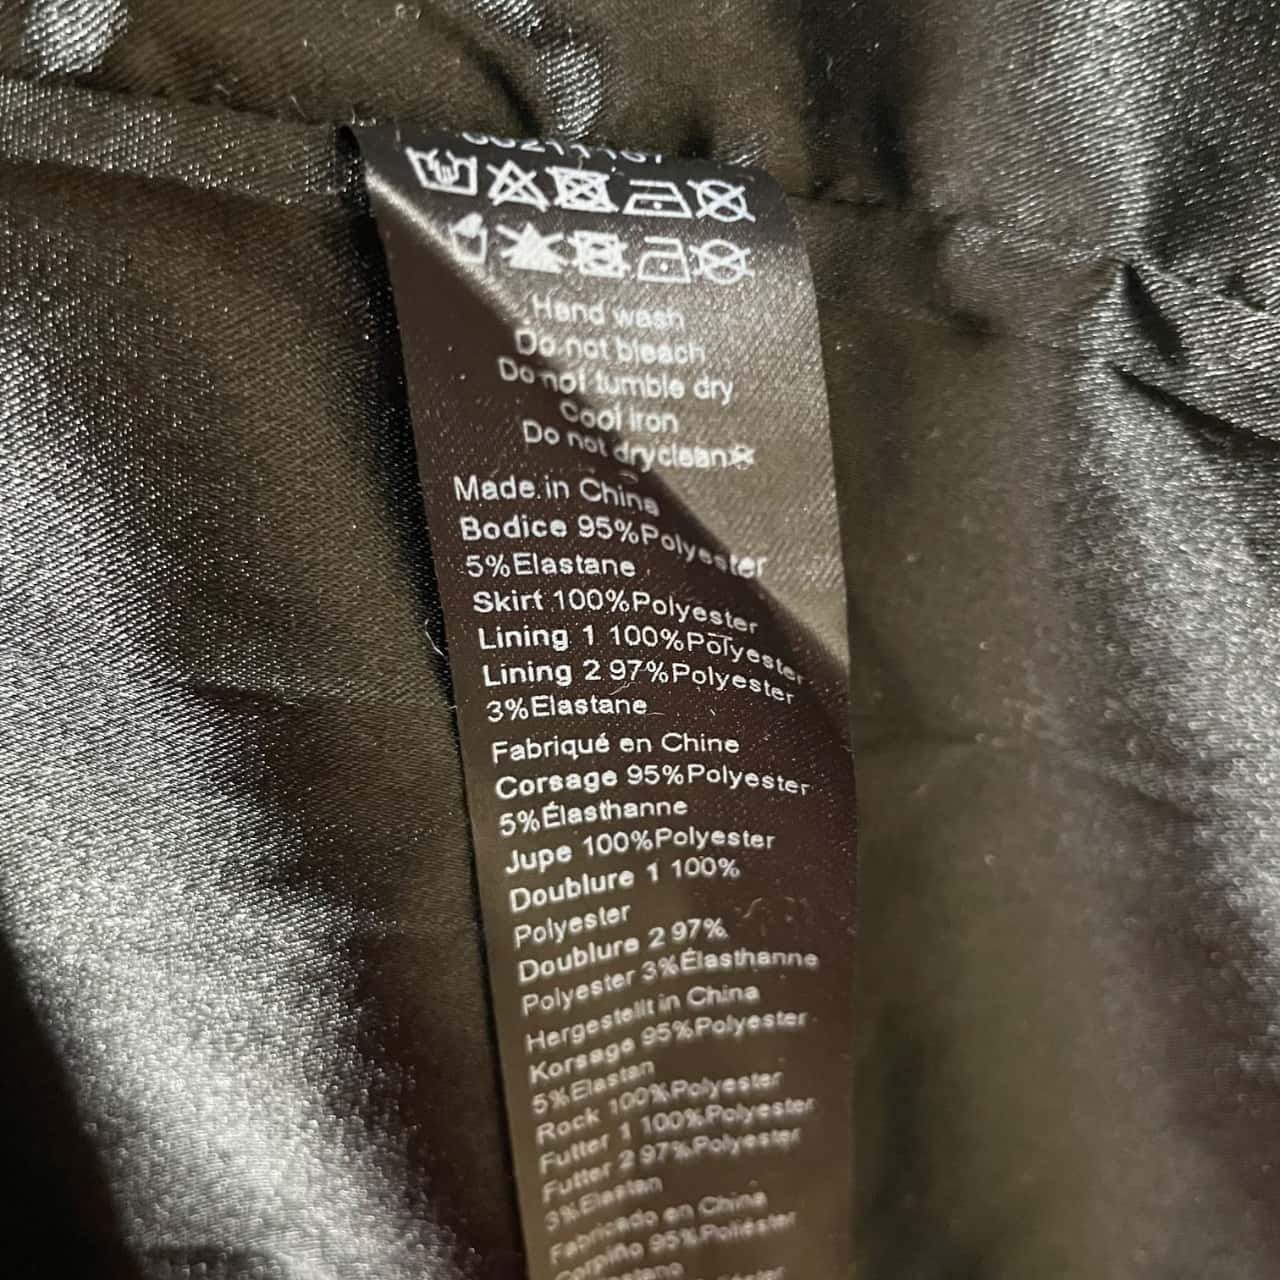 Hand wash
Do not bleach
Do not tumble dry
Cool iron
Do not dryclean
Made in China
Bodice 95%Polyester
5%Elastane
Skirt 100%Polyester
Lining 1 100%Polyester
Lining 2 97%Polyester
3%Elastane
Fabriqué en Chine
Corsage 95%Polyester
5%Élasthanne
Jupe 100%Polyester
Doublure 1 100%
Polyester
Doublure 2 97%
Polyester 3%Élasthanne
Hergestellt in China
Korsage 95%Polyester
5%Elastan
Rock 100%Polyester
Futter 1 100%Polyester
Futter 2 97%Polyester
3%Elastan
Fabricado en China
Corpiño 95%Poliéster